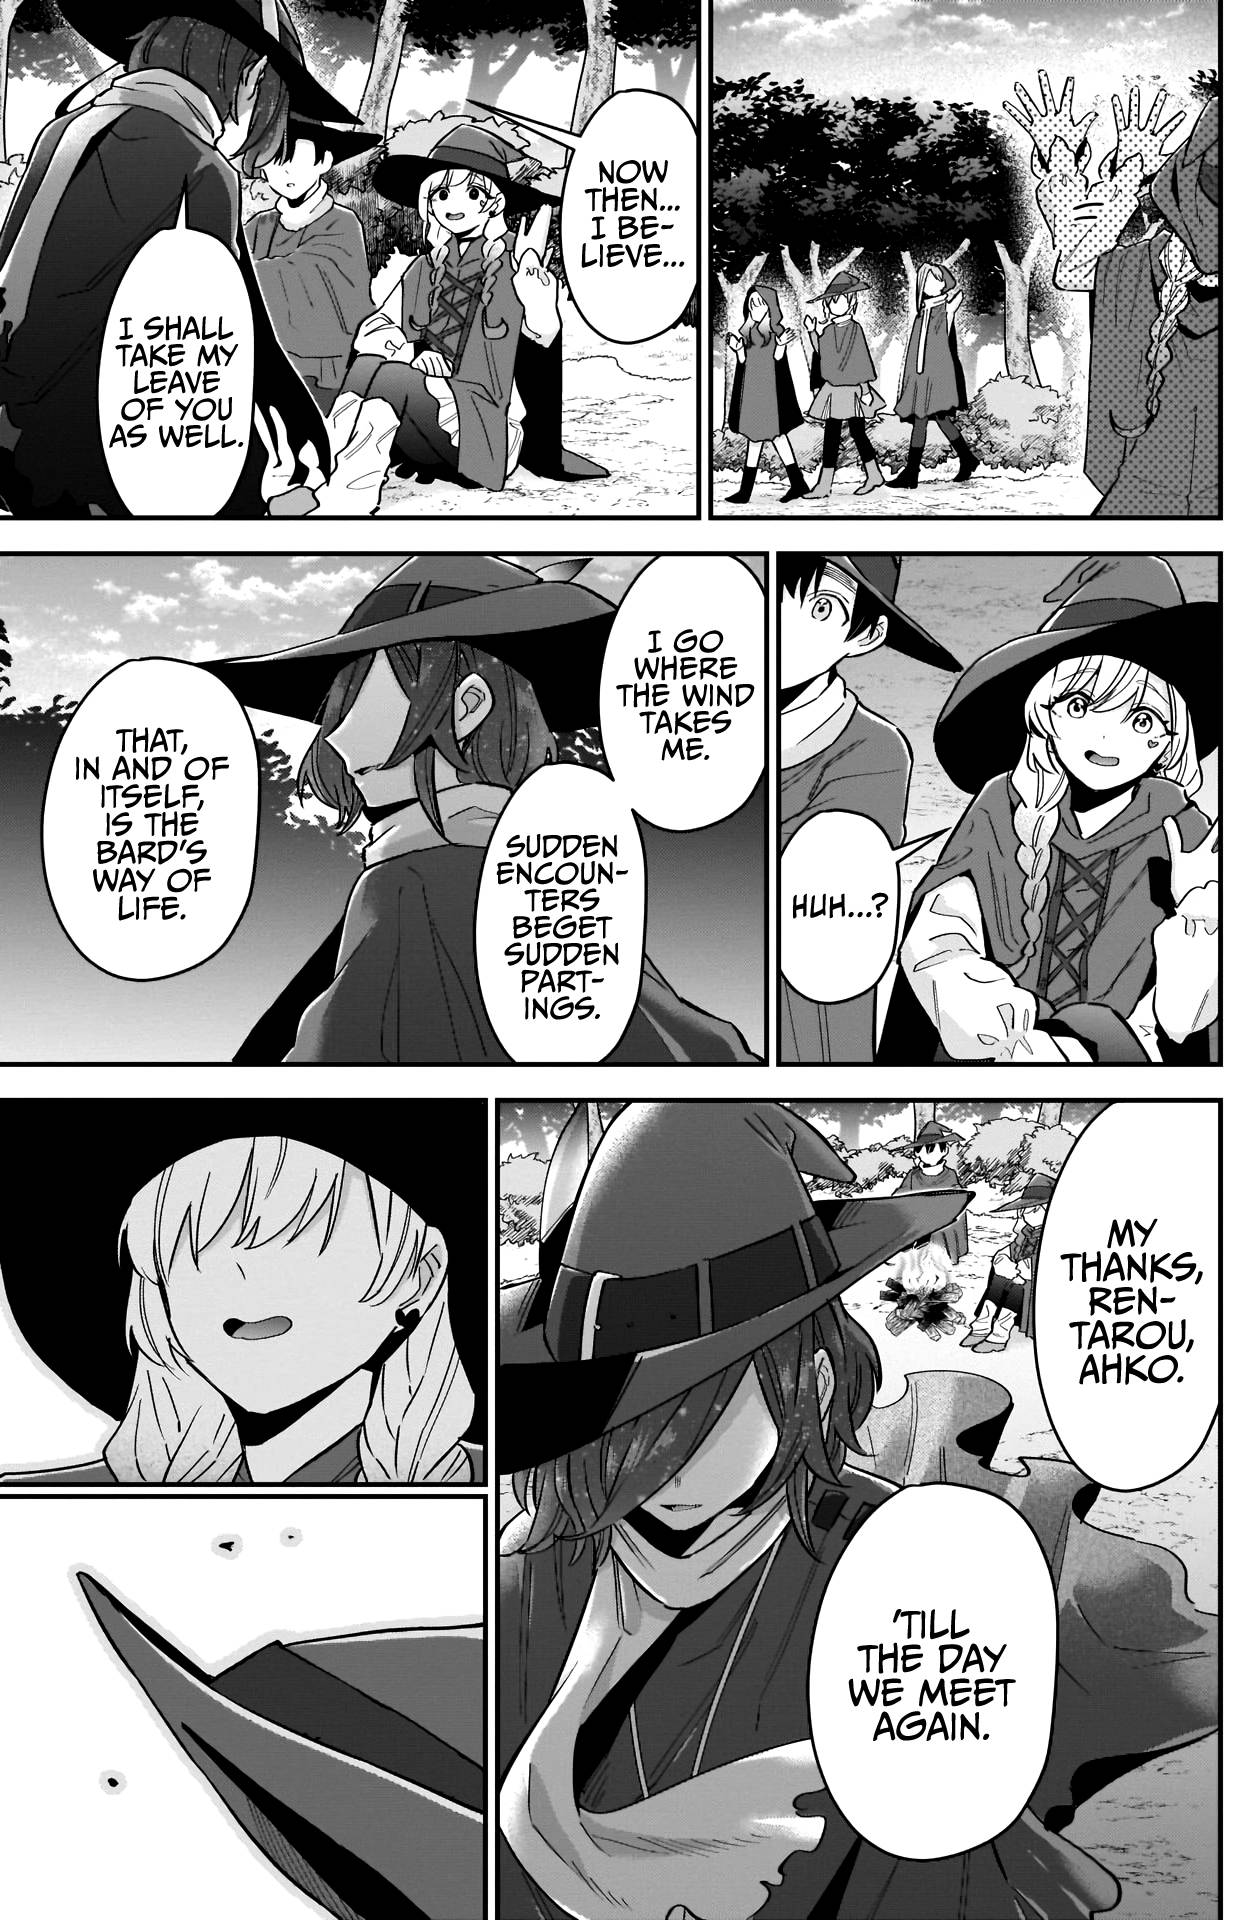 NOW
THEN...
I BE-
LIEVE...
I SHALL
TAKE MY
LEAVE
OF YOU
AS WELL.
HUH...?
I GO
WHERE
THE WIND
TAKES
ME.
SUDDEN
ENCOUN-
TERS
BEGET
SUDDEN
PART-
INGS.
THAT,
IN AND OF
ITSELF,
IS THE
BARD'S
WAY OF
LIFE.
MY
THANKS,
REN-
TAROU,
AHKO.
'TILL
THE DAY
WE MEET
AGAIN.